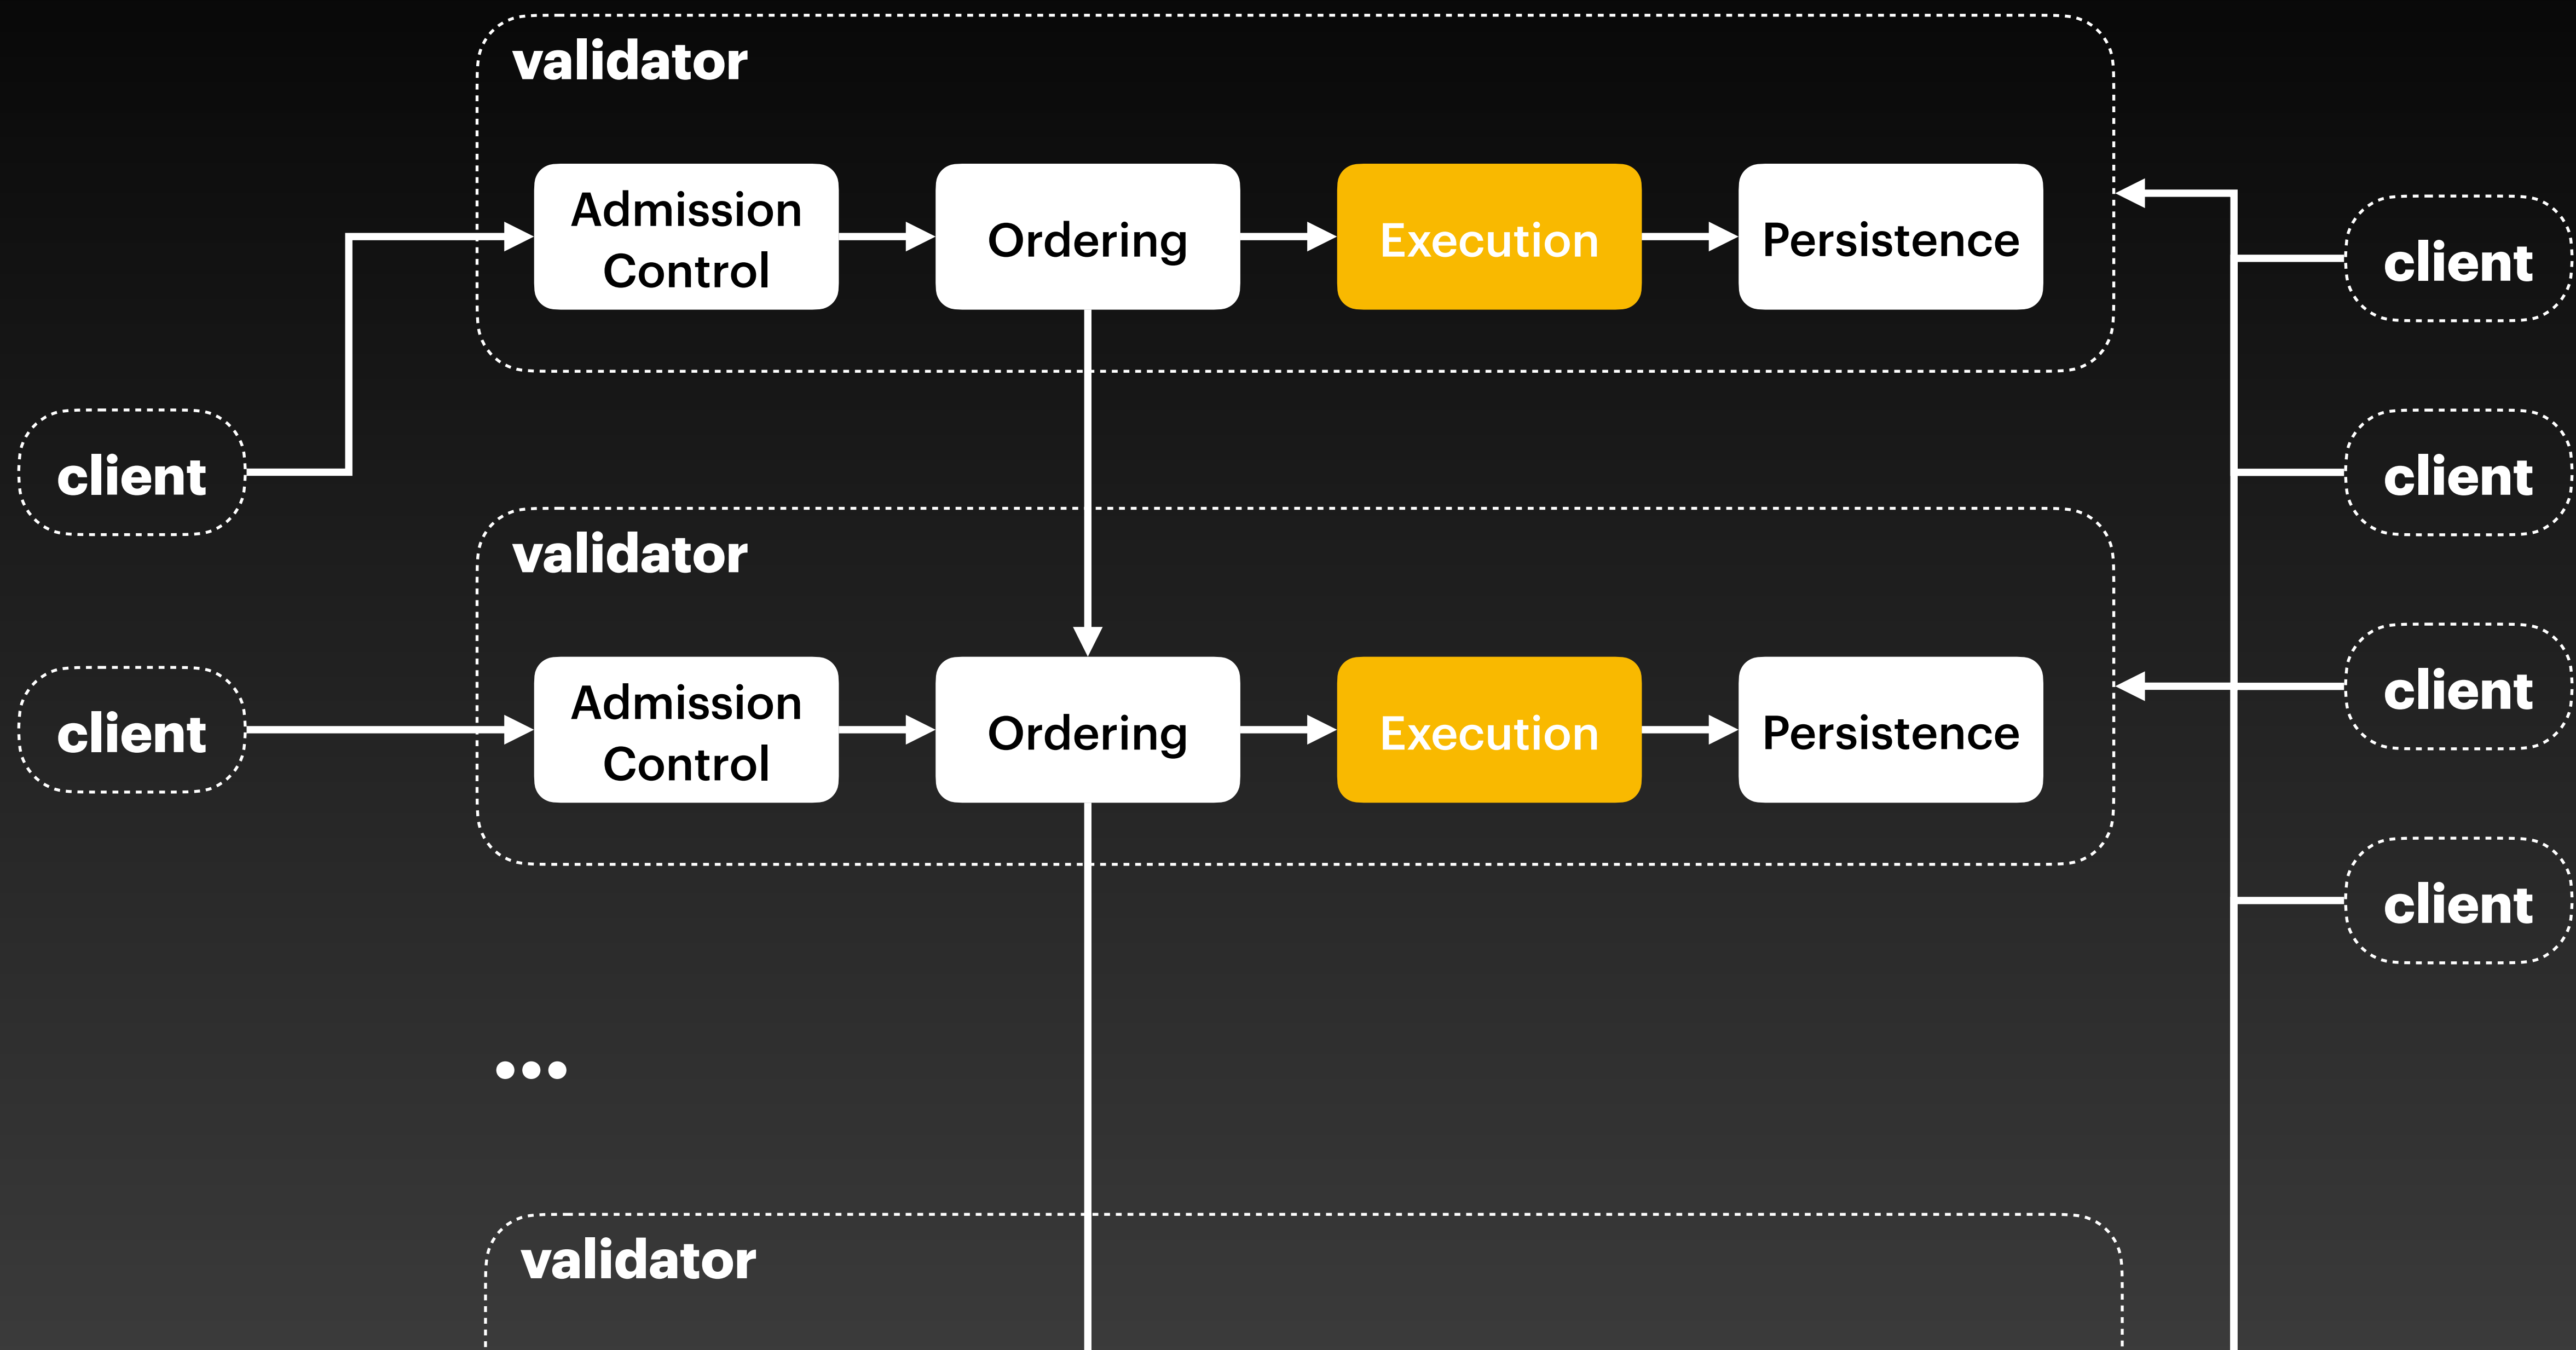 validator
Admission
Control
Ordering
Execution
Persistence
client
client
client
client
validator
Admission
Control
Ordering
Execution
Persistence
client
client
client
...
validator